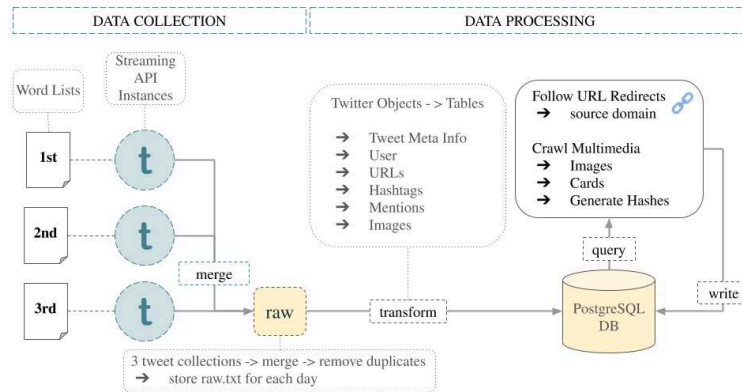 DATA COLLECTION
DATA PROCESSING
Word Lists
Streaming
API
Instances
1st
t
2nd
t
3rd
t
merge
raw
3 tweet collections -> merge -> remove duplicates
➔ store raw.txt for each day
Twitter Objects - > Tables
➔ Tweet Meta Info
➔ User
➔ URLs
➔ Hashtags
➔ Mentions
➔ Images
transform
Follow URL Redirects
➔ source domain
Crawl Multimedia
➔ Images
➔ Cards
➔ Generate Hashes
query
PostgreSQL
DB
write